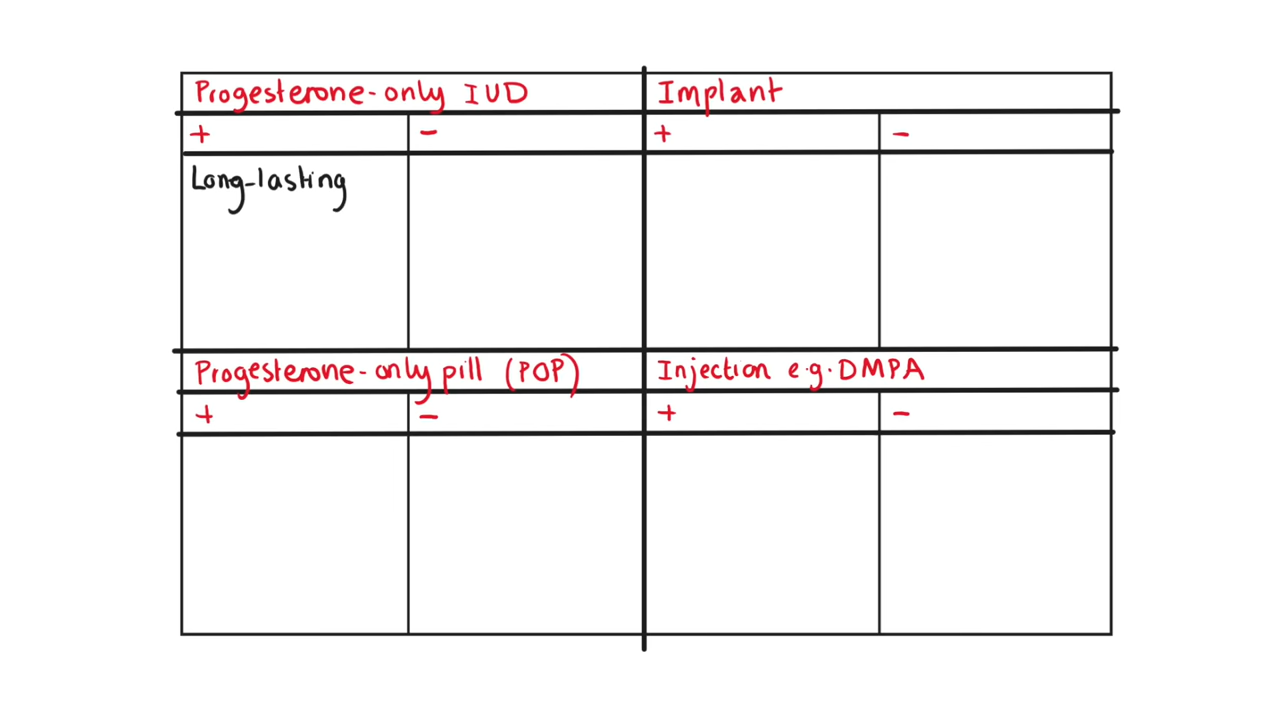 Progesterone-only IUD
+ -
Long-lasting
Implant
+ -
Progesterone-only pill (POP)
+ -
Injection e.g. DMPA
+ -